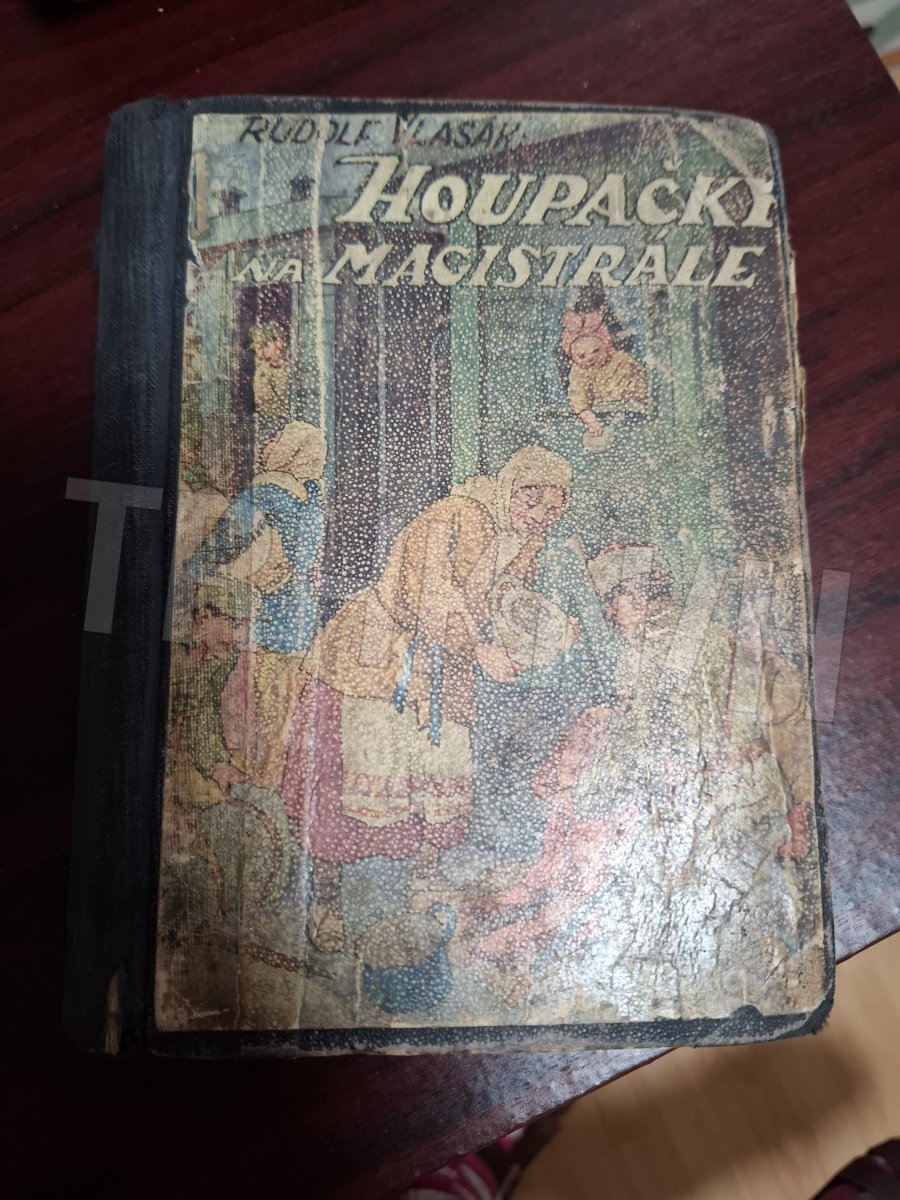 RUDOLF VLASÁK:
HOUPAČKY
NA MAGISTRÁLE